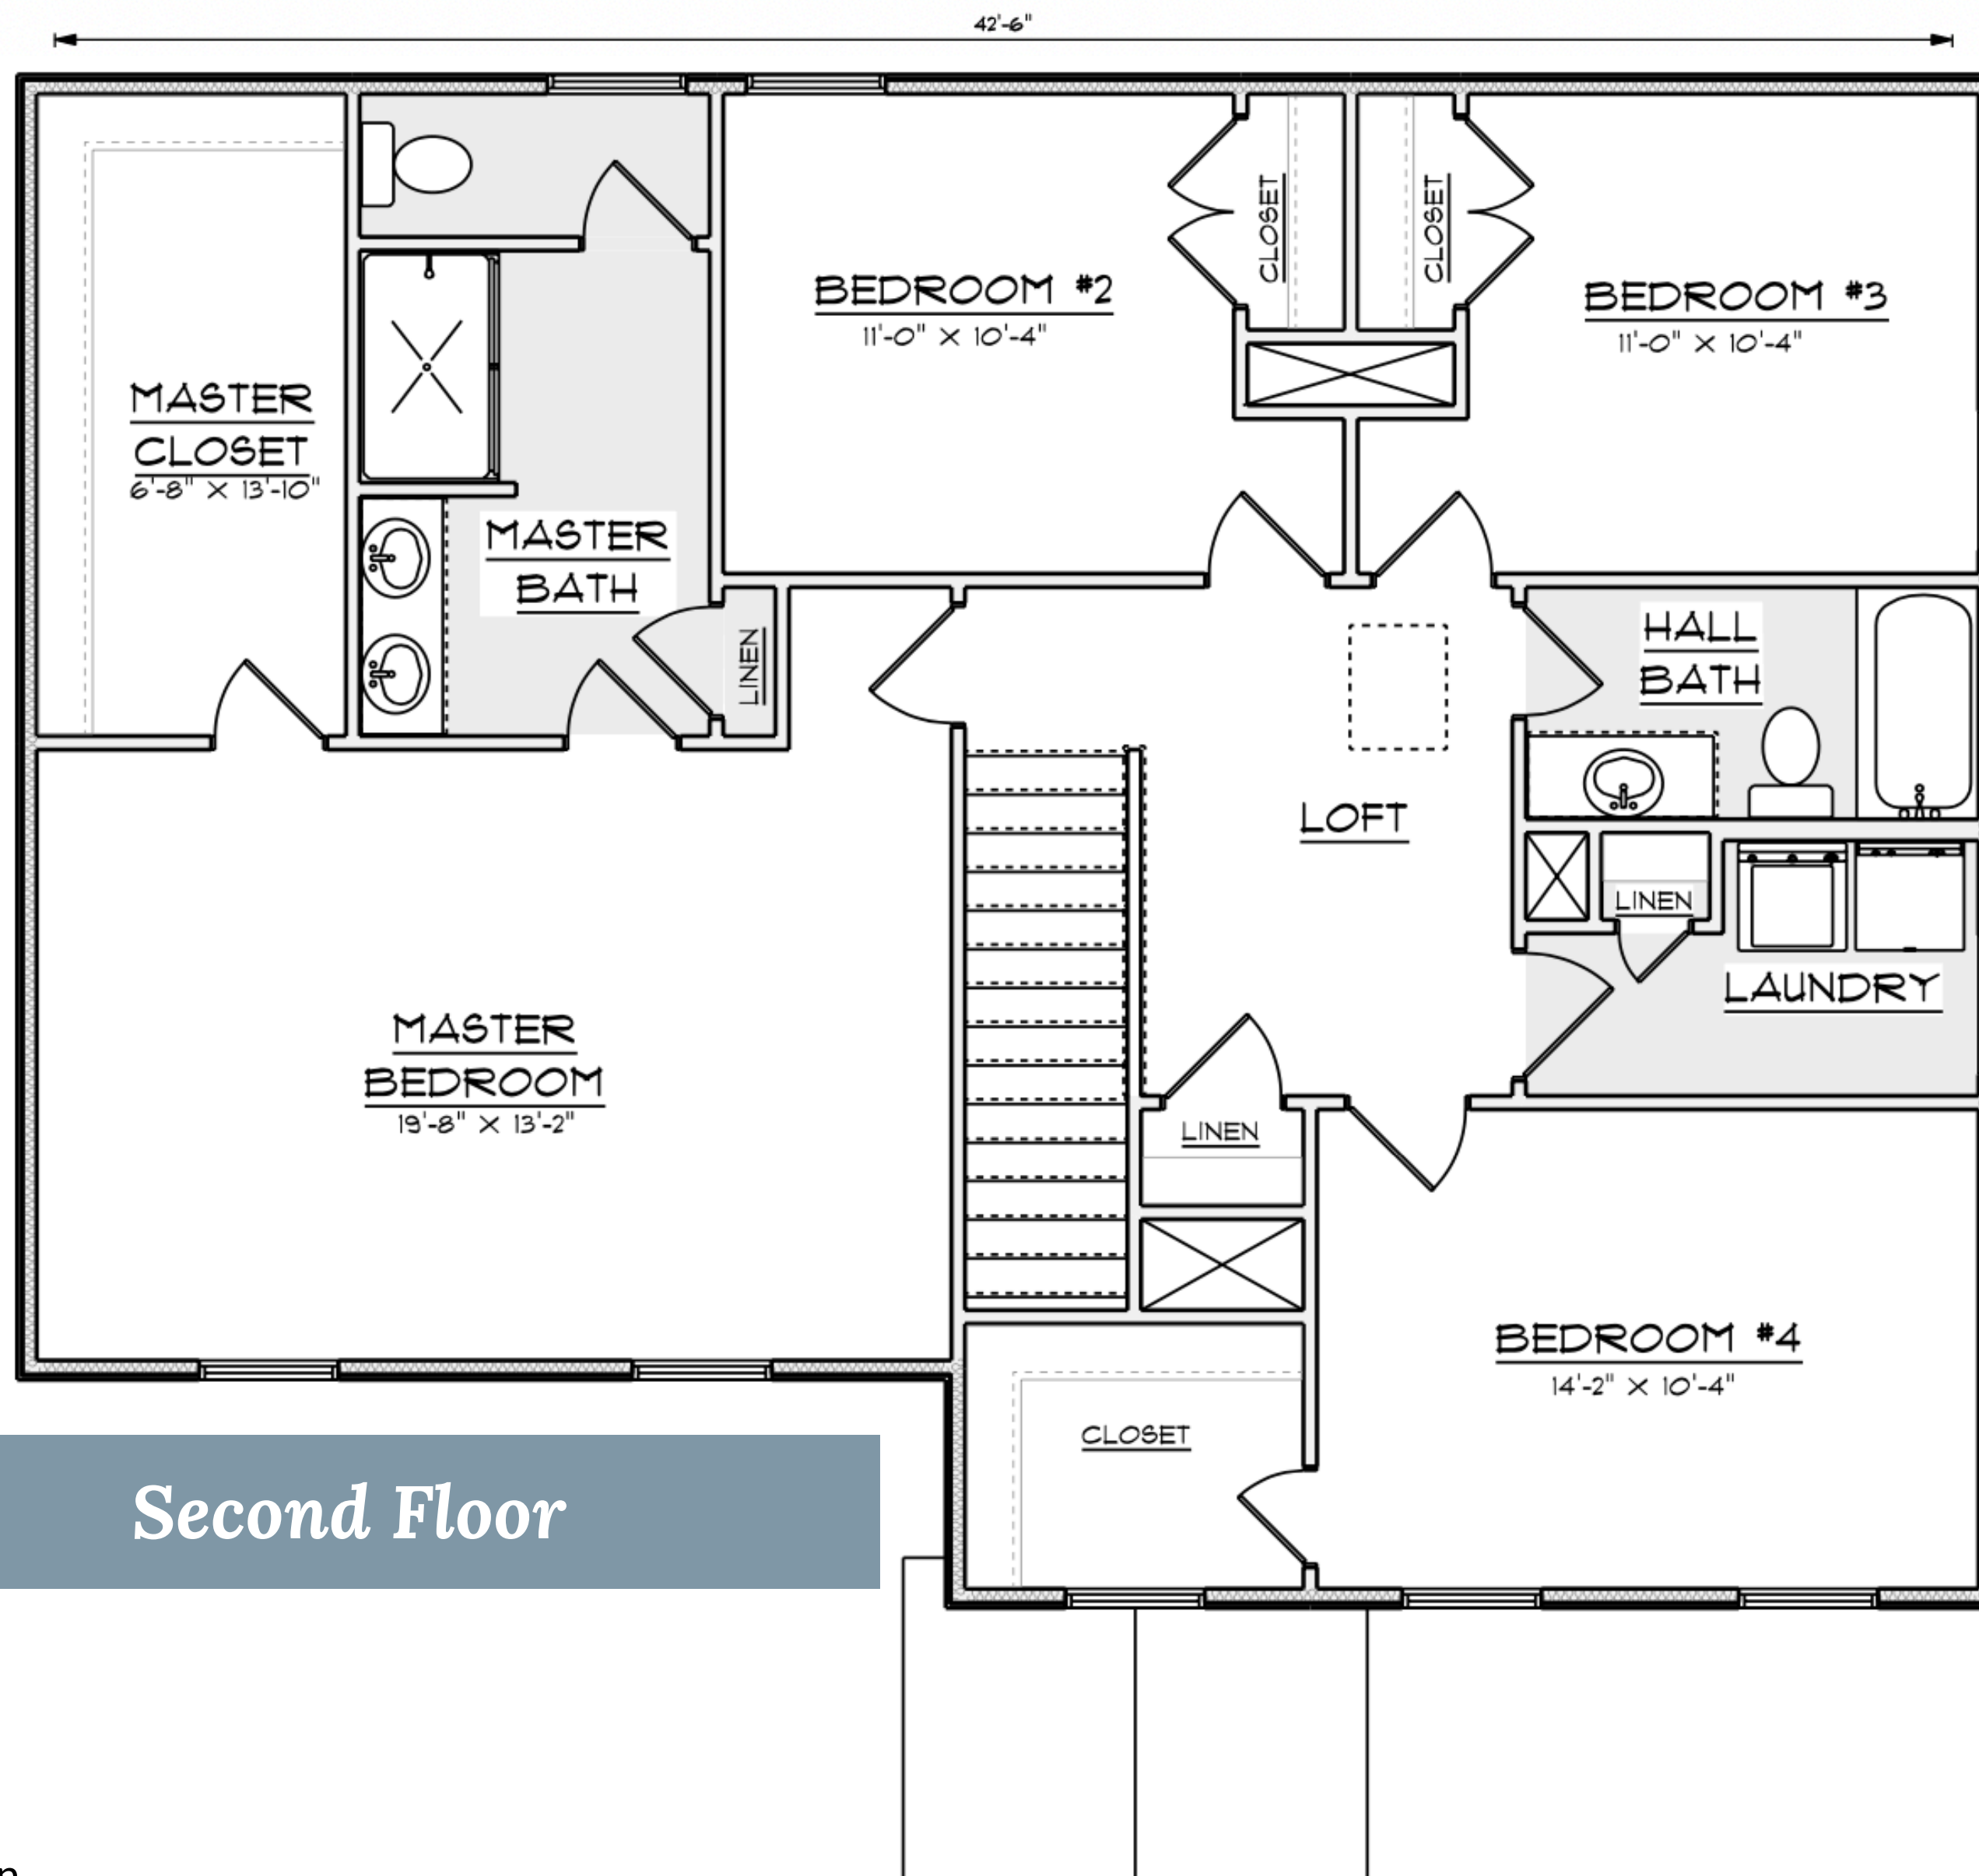 42'-6"
CLOSET
CLOSET
BEDROOM #2
11'-0" X 10'-4"
BEDROOM #3
11'-0" X 10'-4"
MASTER
CLOSET
6'-8" X 13'-10"
MASTER
BATH
LINEN
HALL
BATH
LOFT
LINEN
LAUNDRY
MASTER
BEDROOM
19'-8" X 13'-2"
LINEN
BEDROOM #4
14'-2" X 10'-4"
CLOSET
Second Floor